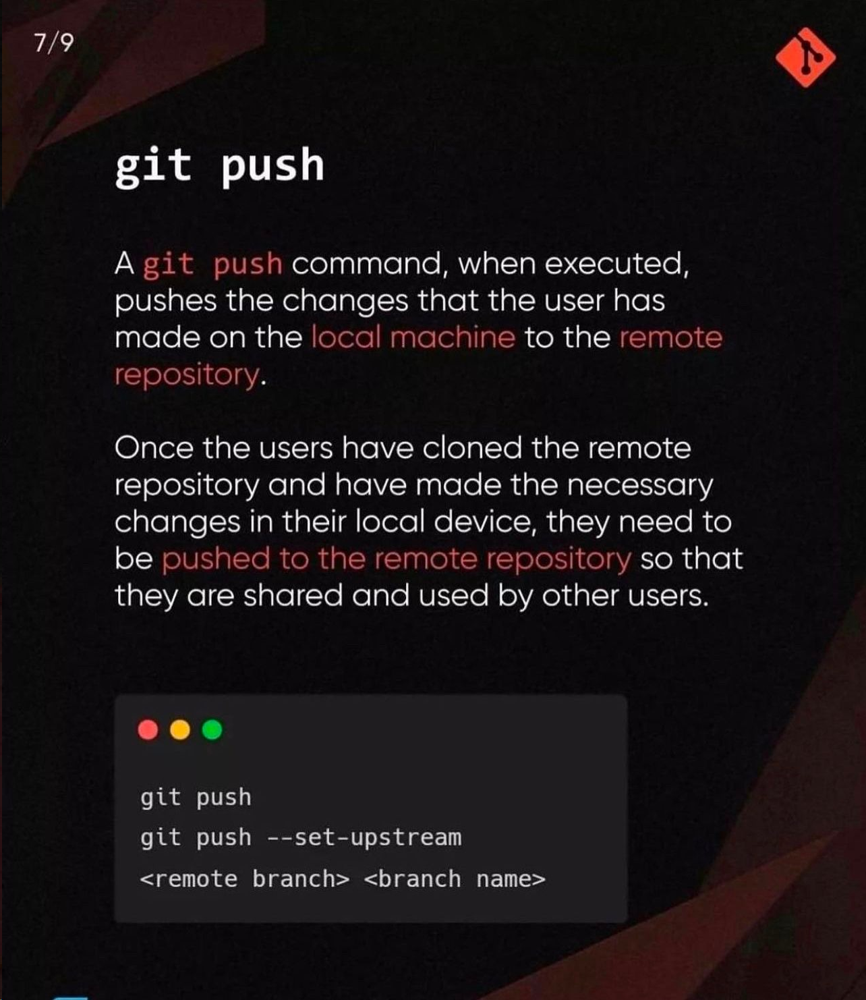 7/9
git push
A git push command, when executed,
pushes the changes that the user has
made on the local machine to the remote
repository.
Once the users have cloned the remote
repository and have made the necessary
changes in their local device, they need to
be pushed to the remote repository so that
they are shared and used by other users.
git push
git push --set-upstream
<remote branch> <branch name>